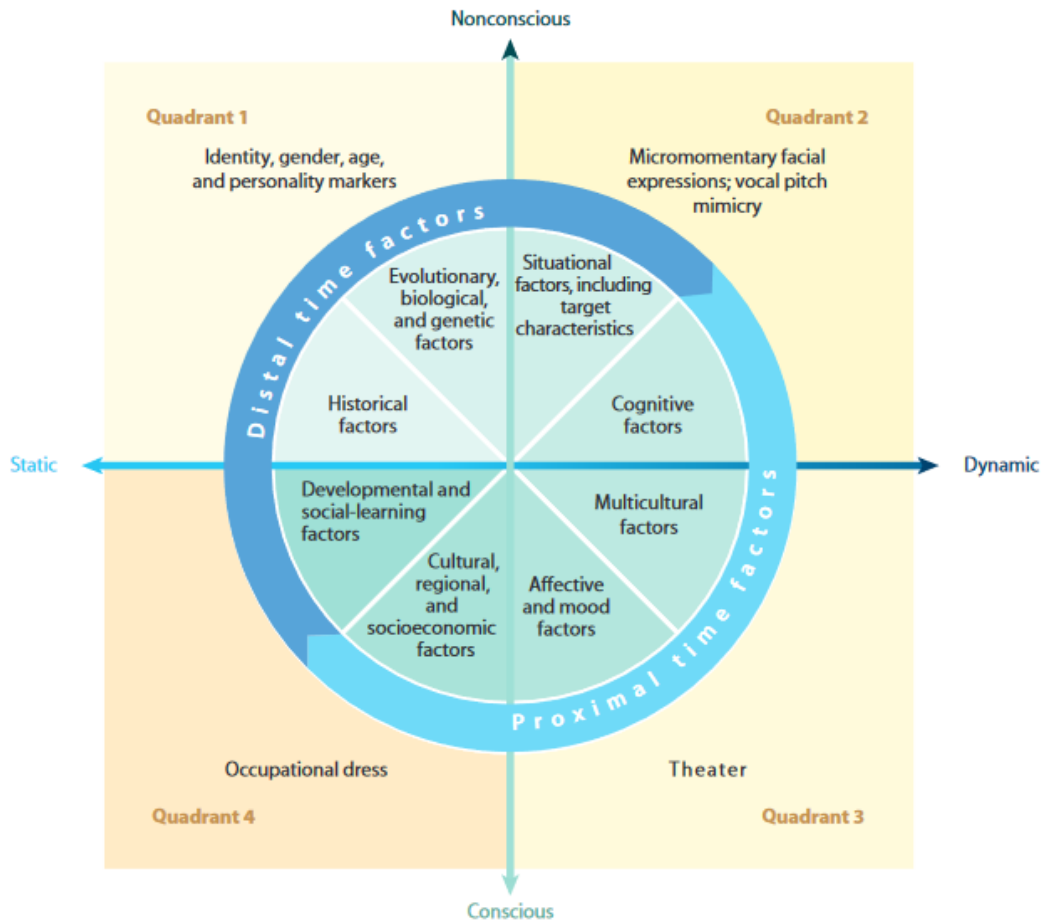 Nonconscious
Quadrant 1
Quadrant 2
Identity, gender, age,
and personality markers
Micromomentary facial
expressions; vocal pitch
mimicry
Distal time factors
Evolutionary,
biological,
and genetic
factors
Situational
factors, including
target
characteristics
Historical
factors
Cognitive
factors
Static
Dynamic
Developmental and
social-learning
factors
Multicultural
factors
Cultural,
regional,
and
socioeconomic
factors
Affective
and mood
factors
Proximal time factors
Occupational dress
Theater
Quadrant 4
Quadrant 3
Conscious